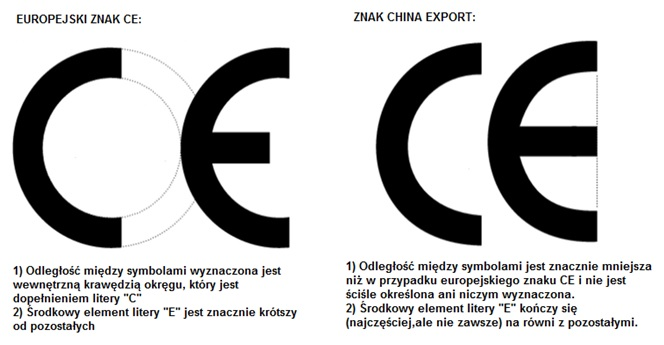 EUROPEJSKI ZNAK CE:
CE
1) Odległość między symbolami wyznaczona jest
wewnętrzną krawędzią okręgu, który jest
dopełnieniem litery "C"
2) Środkowy element litery "E" jest znacznie krótszy
od pozostałych
ZNAK CHINA EXPORT:
CE
1) Odległość między symbolami jest znacznie mniejsza
niż w przypadku europejskiego znaku CE i nie jest
ściśle określona ani niczym wyznaczona.
2) Środkowy element litery "E" kończy się
(najczęściej,ale nie zawsze) na równi z pozostałymi.